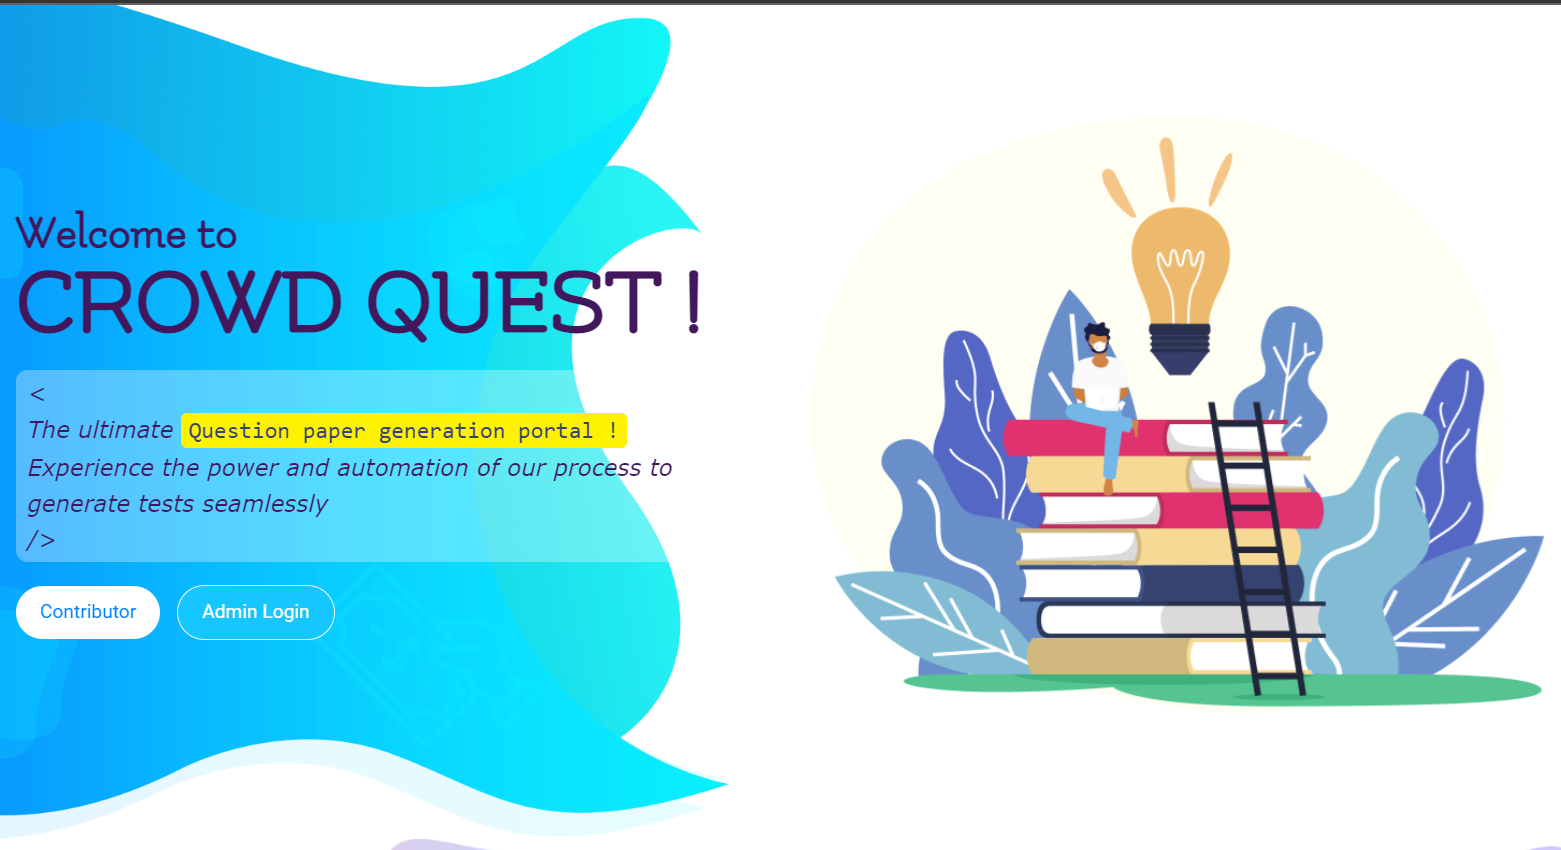 Welcome to
CROWD QUEST !
<
The ultimate Question paper generation portal !
Experience the power and automation of our process to
generate tests seamlessly
/>
Contributor Admin Login